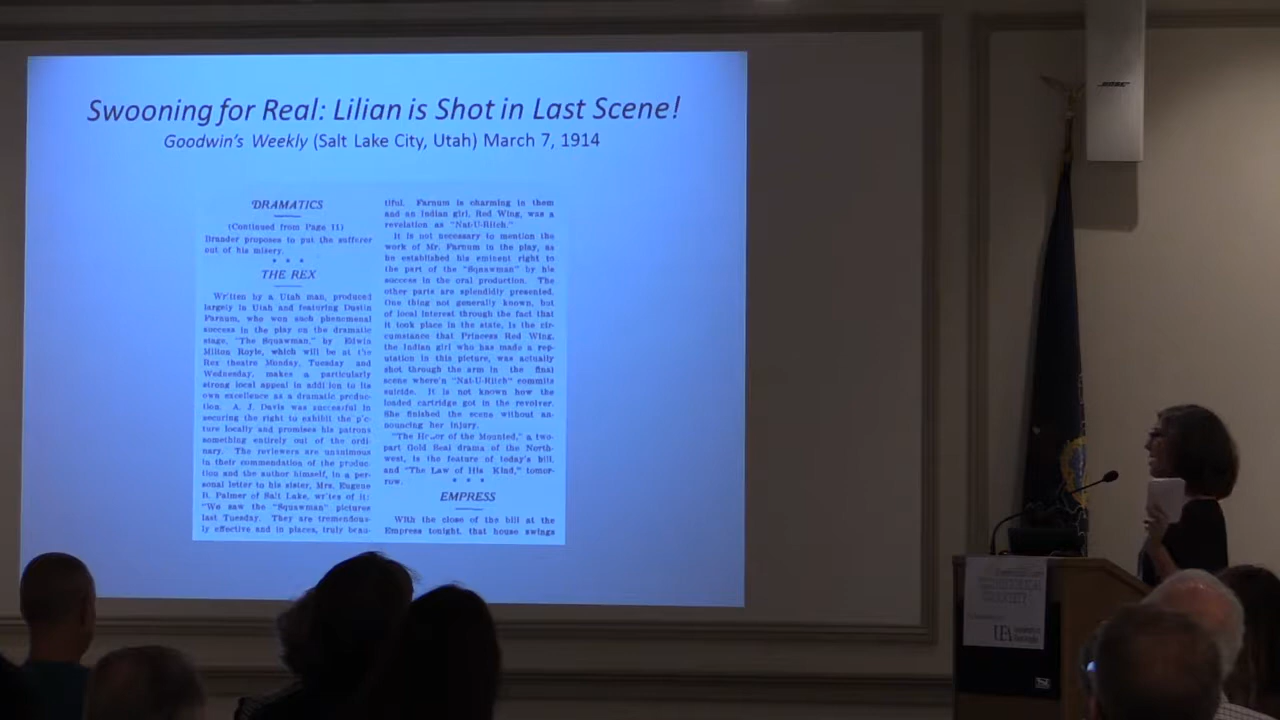 Swooning for Real: Lilian is Shot in Last Scene!
Goodwin's Weekly (Salt Lake City, Utah) March 7, 1914
DRAMATICS
(Continued from Page 11)
Brander proposes to put the sufferer
out of his misery.
* * *
THE REX
Written by a Utah man, produced
largely in Utah and featuring Dustin
Farnum, who won such phenomenal
success in the play on the dramatic
stage, "The Squawman," by Edwin
Milton Royle, which will be at the
Rex theatre Monday, Tuesday and
Wednesday, makes a particularly
strong local appeal in addi ion to its
own excellence as a dramatic produc-
tion. A. J. Davis was successful in
securing the right to exhibit the p'c-
ture locally and promises his patrons
something entirely out of the ordi-
nary. The reviewers are unanimous
in their commendation of the produc-
tion and the author himself, in a per-
sonal letter to his sister, Mrs. Eugene
B. Palmer of Salt Lake, wr'tes of it:
"We saw the "Squawman" pictures
last Tuesday. They are tremendous-
ly effective and in places, truly beau-
tiful. Farnum is charming in them
and an Indian girl, Red Wing, was a
revelation as "Nat-U-Ritch."
It is not necessary to mention the
work of Mr. Farnum in the play, as
he established his eminent right to
the part of the "Squawman" by his
success in the oral production. The
other parts are splendidly presented.
One thing not generally known, but
of local interest through the fact that
it took place in the state, is the cir-
cumstance that Princess Red Wing,
the Indian girl who has made a rep-
utation in this picture, was actually
shot through the arm in the final
scene where'n "Nat-U-Ritch" commits
suicide. It is not known how the
loaded cartridge got in the revolver.
She finished the scene without an-
nouncing her injury.
"The of the Mounted," a two-
part Gold Seal drama of the North-
west, is the feature of today's bill,
and "The Law of His Kind," tomor-
row.
* * *
EMPRESS
With the close of the bill at the
Empress tonight, that house swings
BOSE
UEA